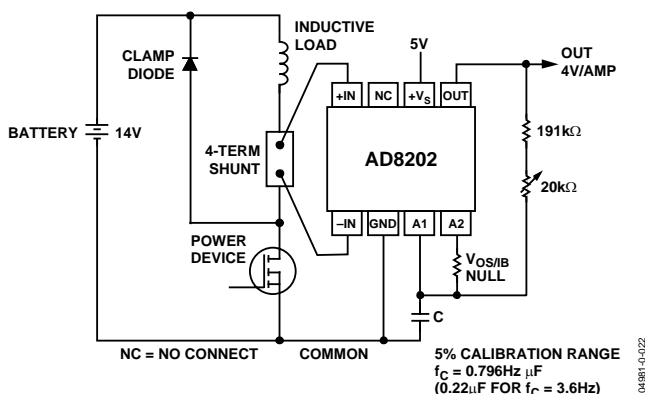 INDUCTIVE
LOAD
CLAMP
DIODE
5V
OUT
4V/AMP
+IN
NC
+VS
OUT
BATTERY
14V
4-TERM
SHUNT
AD8202
191kΩ
20kΩ
–IN
GND
A1
A2
POWER
DEVICE
VOS/IB
NULL
C
NC = NO CONNECT
COMMON
5% CALIBRATION RANGE
fC = 0.796Hz μF
(0.22μF FOR fC = 3.6Hz)
04981-0-022